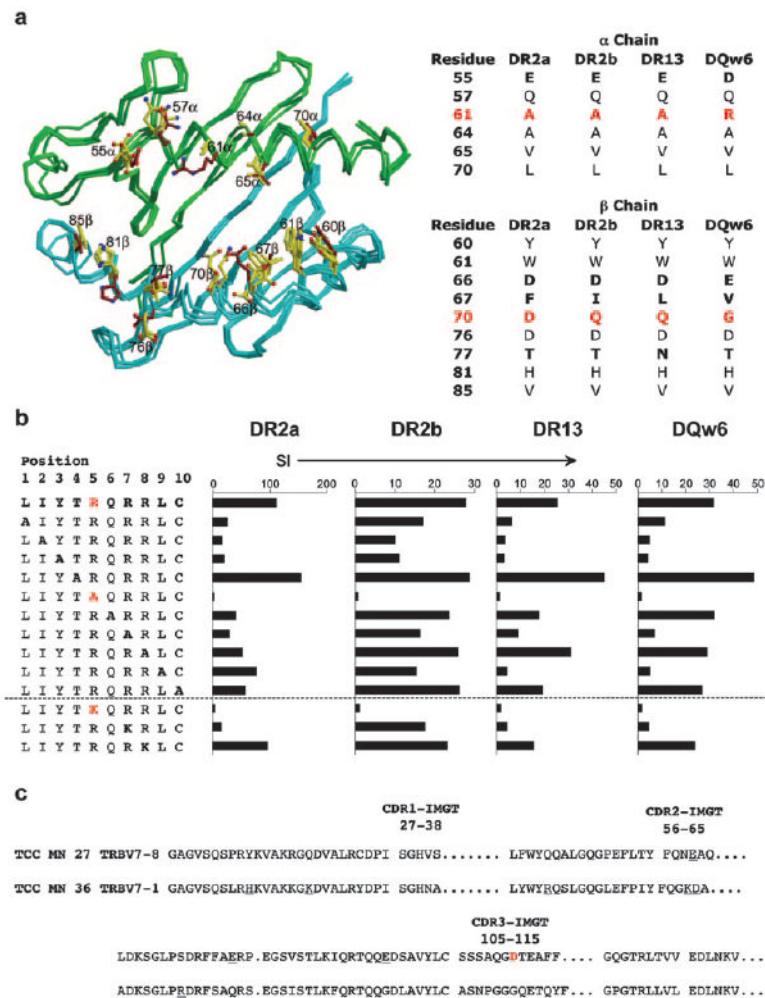 a
57α
64α
70α
61α
55α
65α
85β
81β
61β
60β
67β
77β
70β
66β
76β
α Chain
Residue DR2a DR2b DR13 DQw6
55 E E E D
57 Q Q Q Q
61 A A A R
64 A A A A
65 V V V V
70 L L L L
β Chain
Residue DR2a DR2b DR13 DQw6
60 Y Y Y Y
61 W W W W
66 D D D E
67 F I L V
70 D Q Q G
76 D D D D
77 T T N T
81 H H H H
85 V V V V
b
DR2a DR2b DR13 DQw6
Position SI
1 2 3 4 5 6 7 8 9 10
0 100 200 0 10 20 30 0 10 20 30 40 50 0 10 20 30 40 50
L I Y T R Q R R L C
A I Y T R Q R R L C
L A Y T R Q R R L C
L I A T R Q R R L C
L I Y A R Q R R L C
L I Y T A Q R R L C
L I Y T R A R R L C
L I Y T R Q A R L C
L I Y T R Q R A L C
L I Y T R Q R R A C
L I Y T R Q R R L A
L I Y T K Q R R L C
L I Y T R Q K R L C
L I Y T R Q R K L C
c
CDR1-IMGT CDR2-IMGT
27-38 56-65
TCC MN 27 TRBV7-8 GAGVSQSPRYKVAKRGQDVALRCDPI SGHVS....... LFWYQQALGQGPEFLTY FQNEAQ....
TCC MN 36 TRBV7-1 GAGVSQSLRHKVAKKGKDVALRYDPI SGHNA....... LYWYRQSLGQGLEFPIY FQGKDA....
CDR3-IMGT
105-115
LDKSGLPSDRFFAERP.EGSVSTLKIQRTQQEDSAVYLC SSSAQGDTEAFF... GQGTRLTVV EDLNKV...
ADKSGLPRDRFSAQRS.EGSVSTLKIQRTQQGDLAVYLC ASNPGGGQETQYF. GPGTRLLVL EDLNKV...